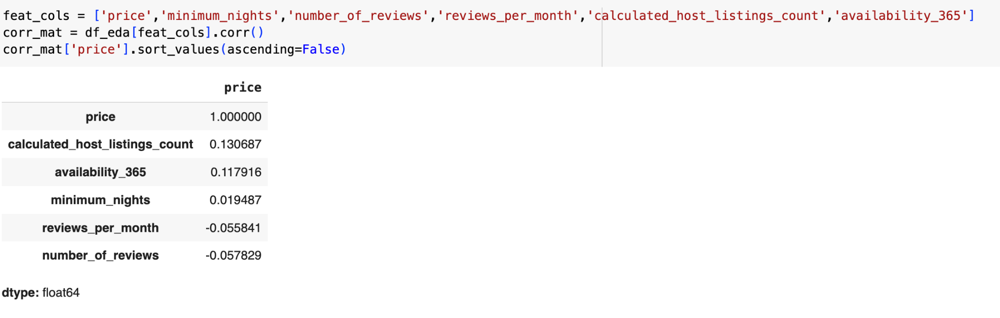 feat_cols = ['price','minimum_nights','number_of_reviews','reviews_per_month','calculated_host_listings_count','availability_365']
corr_mat = df_eda[feat_cols].corr()
corr_mat['price'].sort_values(ascending=False)
price
price 1.000000
calculated_host_listings_count 0.130687
availability_365 0.117916
minimum_nights 0.019487
reviews_per_month -0.055841
number_of_reviews -0.057829
dtype: float64